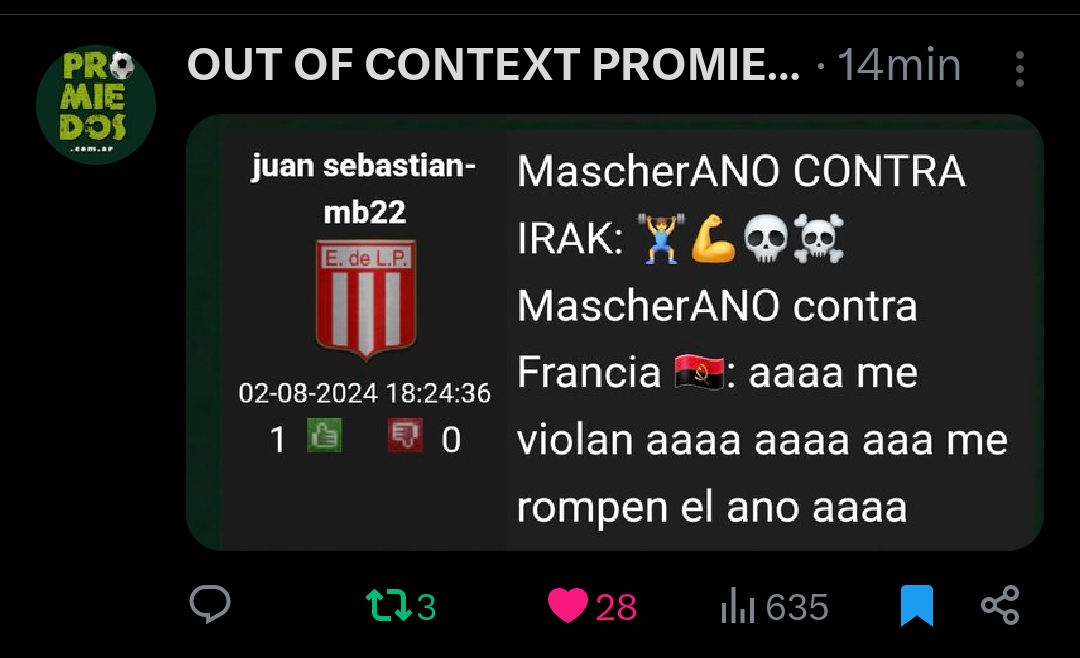 PRO
MIE
DOS
.com.ar
OUT OF CONTEXT PROMIE... · 14min
juan sebastian-
mb22
E. de L.P.
02-08-2024 18:24:36
1 👍 👎 0
MascherANO CONTRA
IRAK: 🏋️💪💀☠️
MascherANO contra
Francia 🇦🇴: aaaa me
violan aaaa aaaa aaa me
rompen el ano aaaa
3 28 635